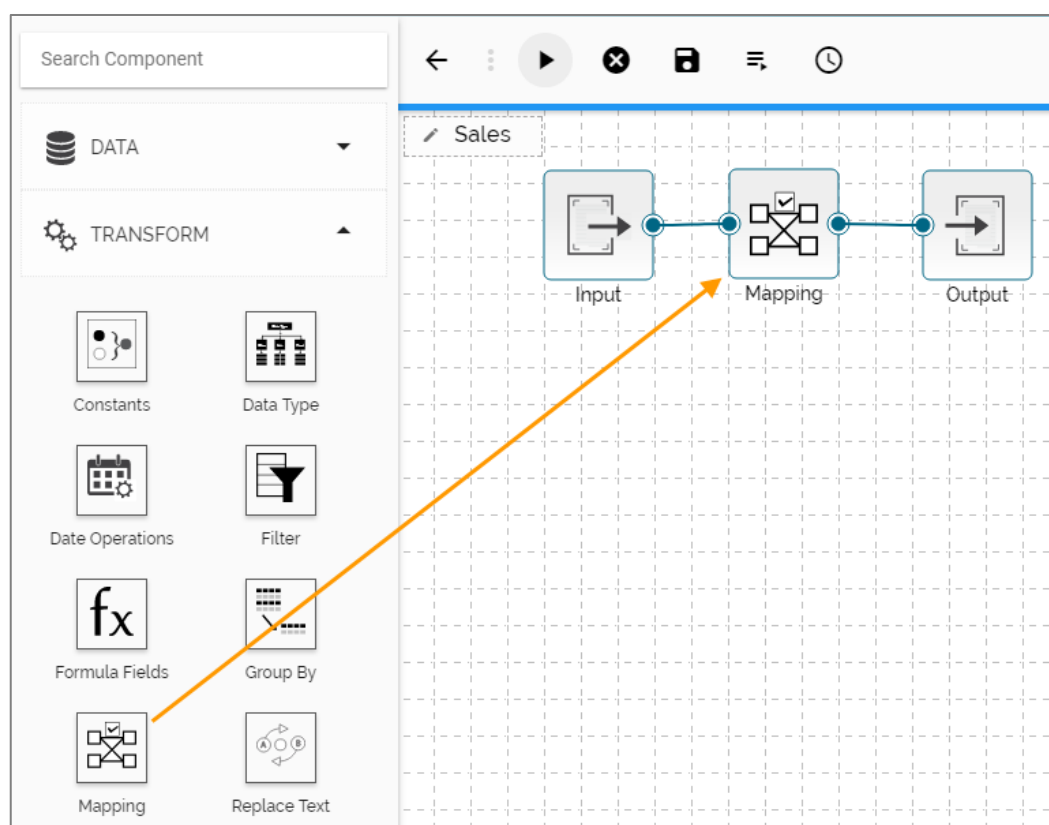 Search Component
DATA
TRANSFORM
Constants
Data Type
Date Operations
Filter
fx
Formula Fields
Group By
Mapping
A B
Replace Text
Sales
Input
Mapping
Output